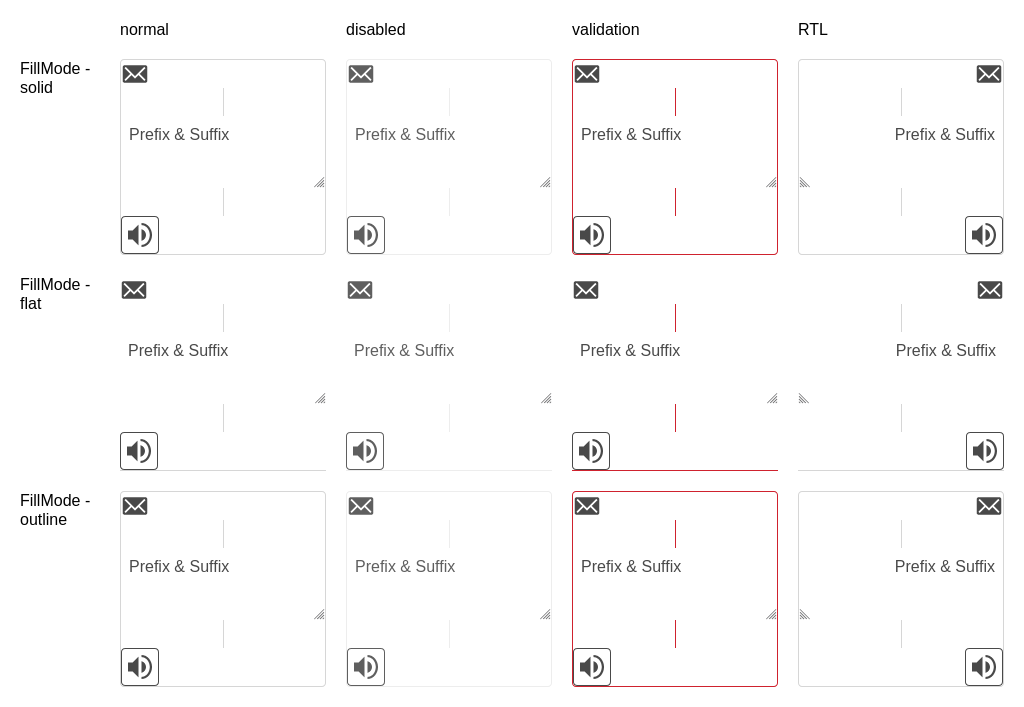 normal disabled validation RTL
FillMode -
solid
Prefix & Suffix Prefix & Suffix Prefix & Suffix Prefix & Suffix
FillMode -
flat
Prefix & Suffix Prefix & Suffix Prefix & Suffix Prefix & Suffix
FillMode -
outline
Prefix & Suffix Prefix & Suffix Prefix & Suffix Prefix & Suffix